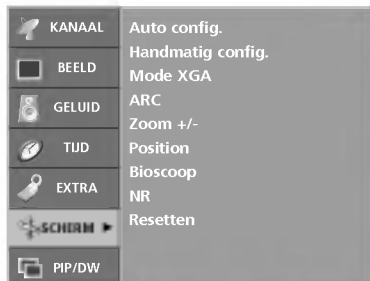 KANAAL
BEELD
GELUID
TIJD
EXTRA
SCHERM
PIP/DW
Auto config.
Handmatig config.
Mode XGA
ARC
Zoom +/-
Position
Bioscoop
NR
Resetten